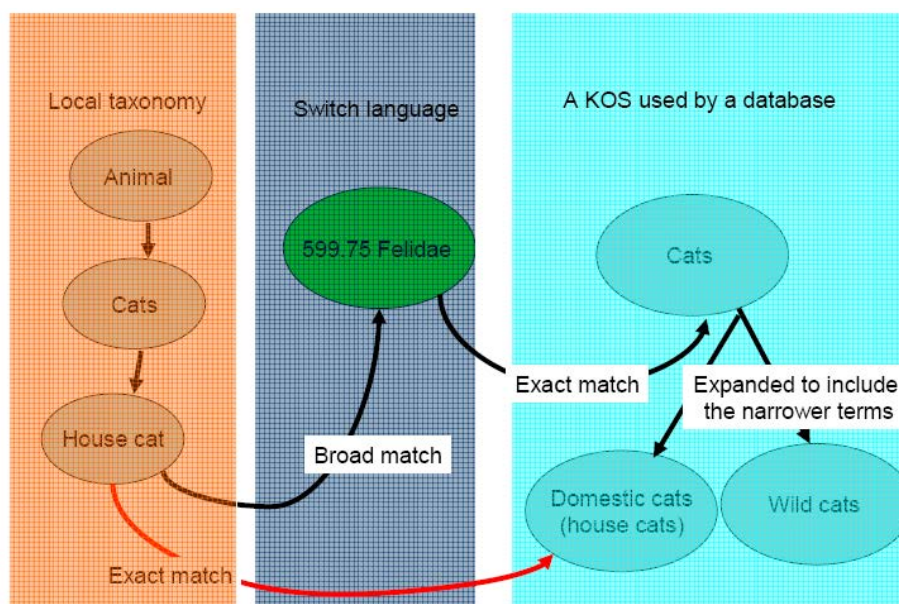 Local taxonomy
Animal
Cats
House cat
Exact match
Switch language
599.75 Felidae
Broad match
A KOS used by a database
Cats
Exact match
Expanded to include
the narrower terms
Domestic cats
(house cats)
Wild cats